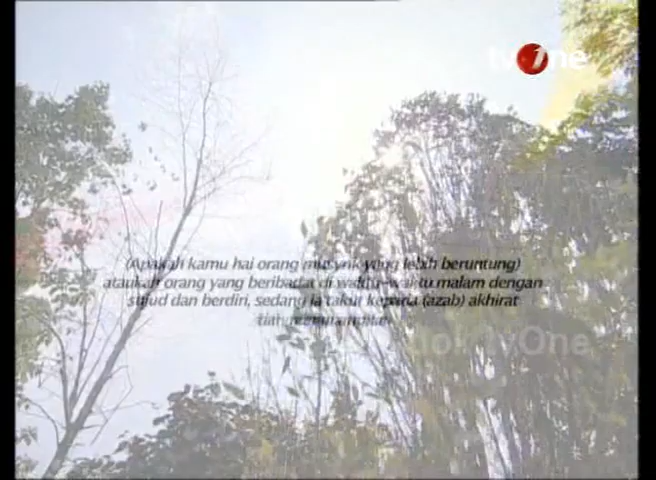 tvOne
(Apakah kamu hai orang musyrik yang lebih beruntung)
ataukah orang yang beribadat di waktu-waktu malam dengan
sujud dan berdiri, sedang ia takut kepada (azab) akhirat
tvOne